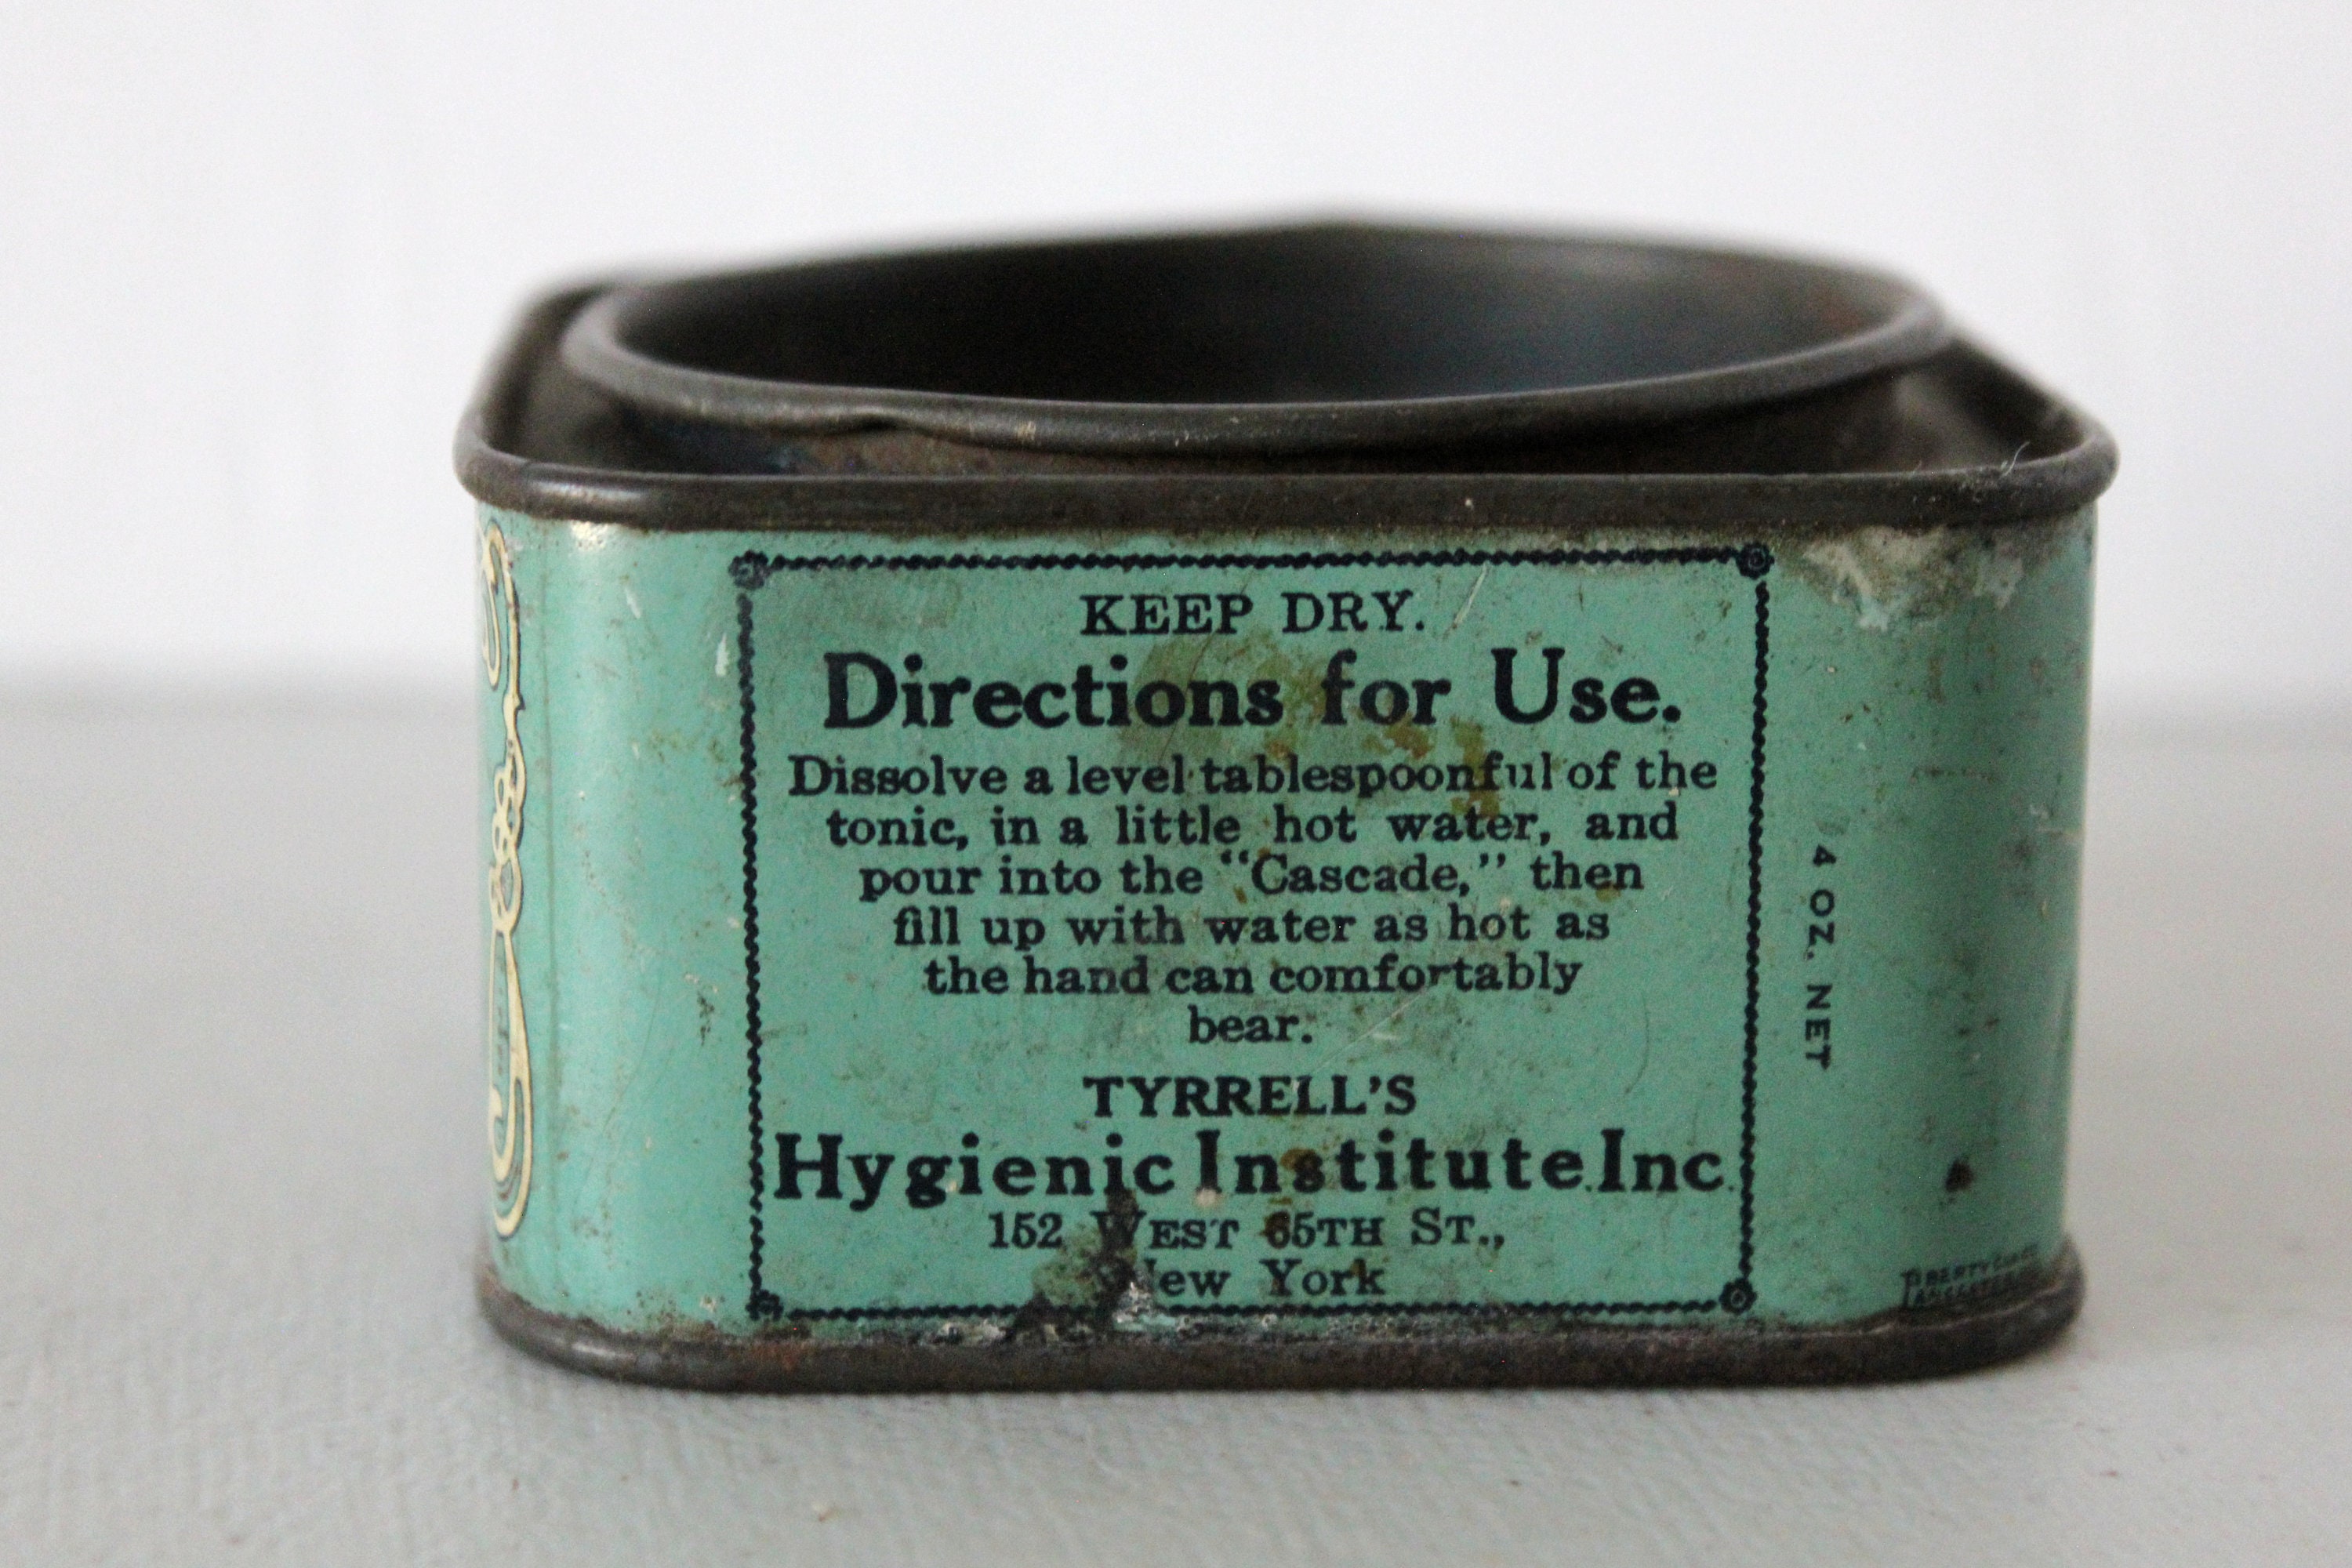 KEEP DRY.
Directions for Use.
Dissolve a level tablespoonful of the
tonic, in a little hot water, and
pour into the "Cascade," then
fill up with water as hot as
the hand can comfortably
bear.
TYRRELL'S
Hygienic Institute Inc.
152 WEST 65TH ST.,
New York
4 OZ. NET